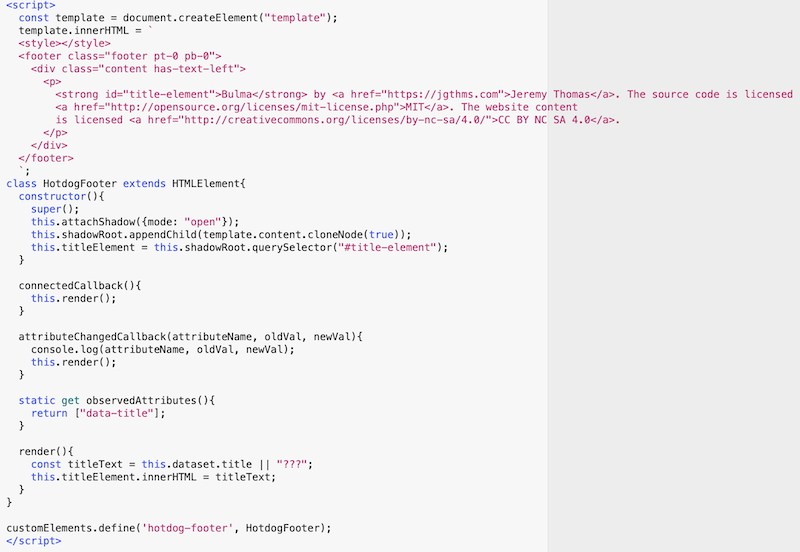 <script>
  const template = document.createElement("template");
  template.innerHTML = `
  <style></style>
  <footer class="footer pt-0 pb-0">
    <div class="content has-text-left">
      <p>
        <strong id="title-element">Bulma</strong> by <a href="https://jgthms.com">Jeremy Thomas</a>. The source code is licensed
        <a href="http://opensource.org/licenses/mit-license.php">MIT</a>. The website content
        is licensed <a href="http://creativecommons.org/licenses/by-nc-sa/4.0/">CC BY NC SA 4.0</a>.
      </p>
    </div>
  </footer>
  `;
class HotdogFooter extends HTMLElement{
  constructor(){
    super();
    this.attachShadow({mode: "open"});
    this.shadowRoot.appendChild(template.content.cloneNode(true));
    this.titleElement = this.shadowRoot.querySelector("#title-element");
  }

  connectedCallback(){
    this.render();
  }

  attributeChangedCallback(attributeName, oldVal, newVal){
    console.log(attributeName, oldVal, newVal);
    this.render();
  }

  static get observedAttributes(){
    return ["data-title"];
  }

  render(){
    const titleText = this.dataset.title || "???";
    this.titleElement.innerHTML = titleText;
  }
}

customElements.define('hotdog-footer', HotdogFooter);
</script>